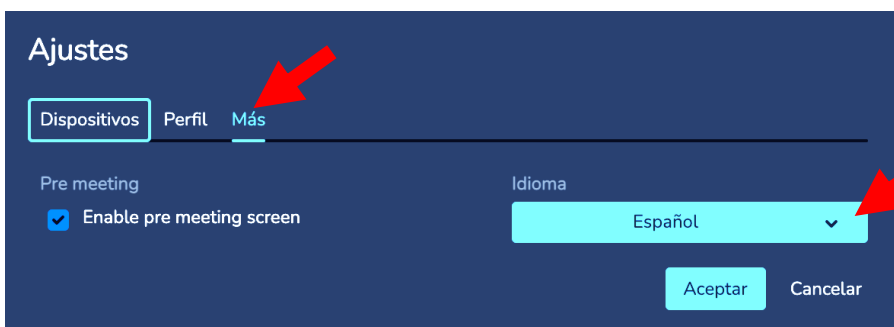 Ajustes
Dispositivos Perfil Más
Pre meeting
Enable pre meeting screen
Idioma
Español
Aceptar Cancelar